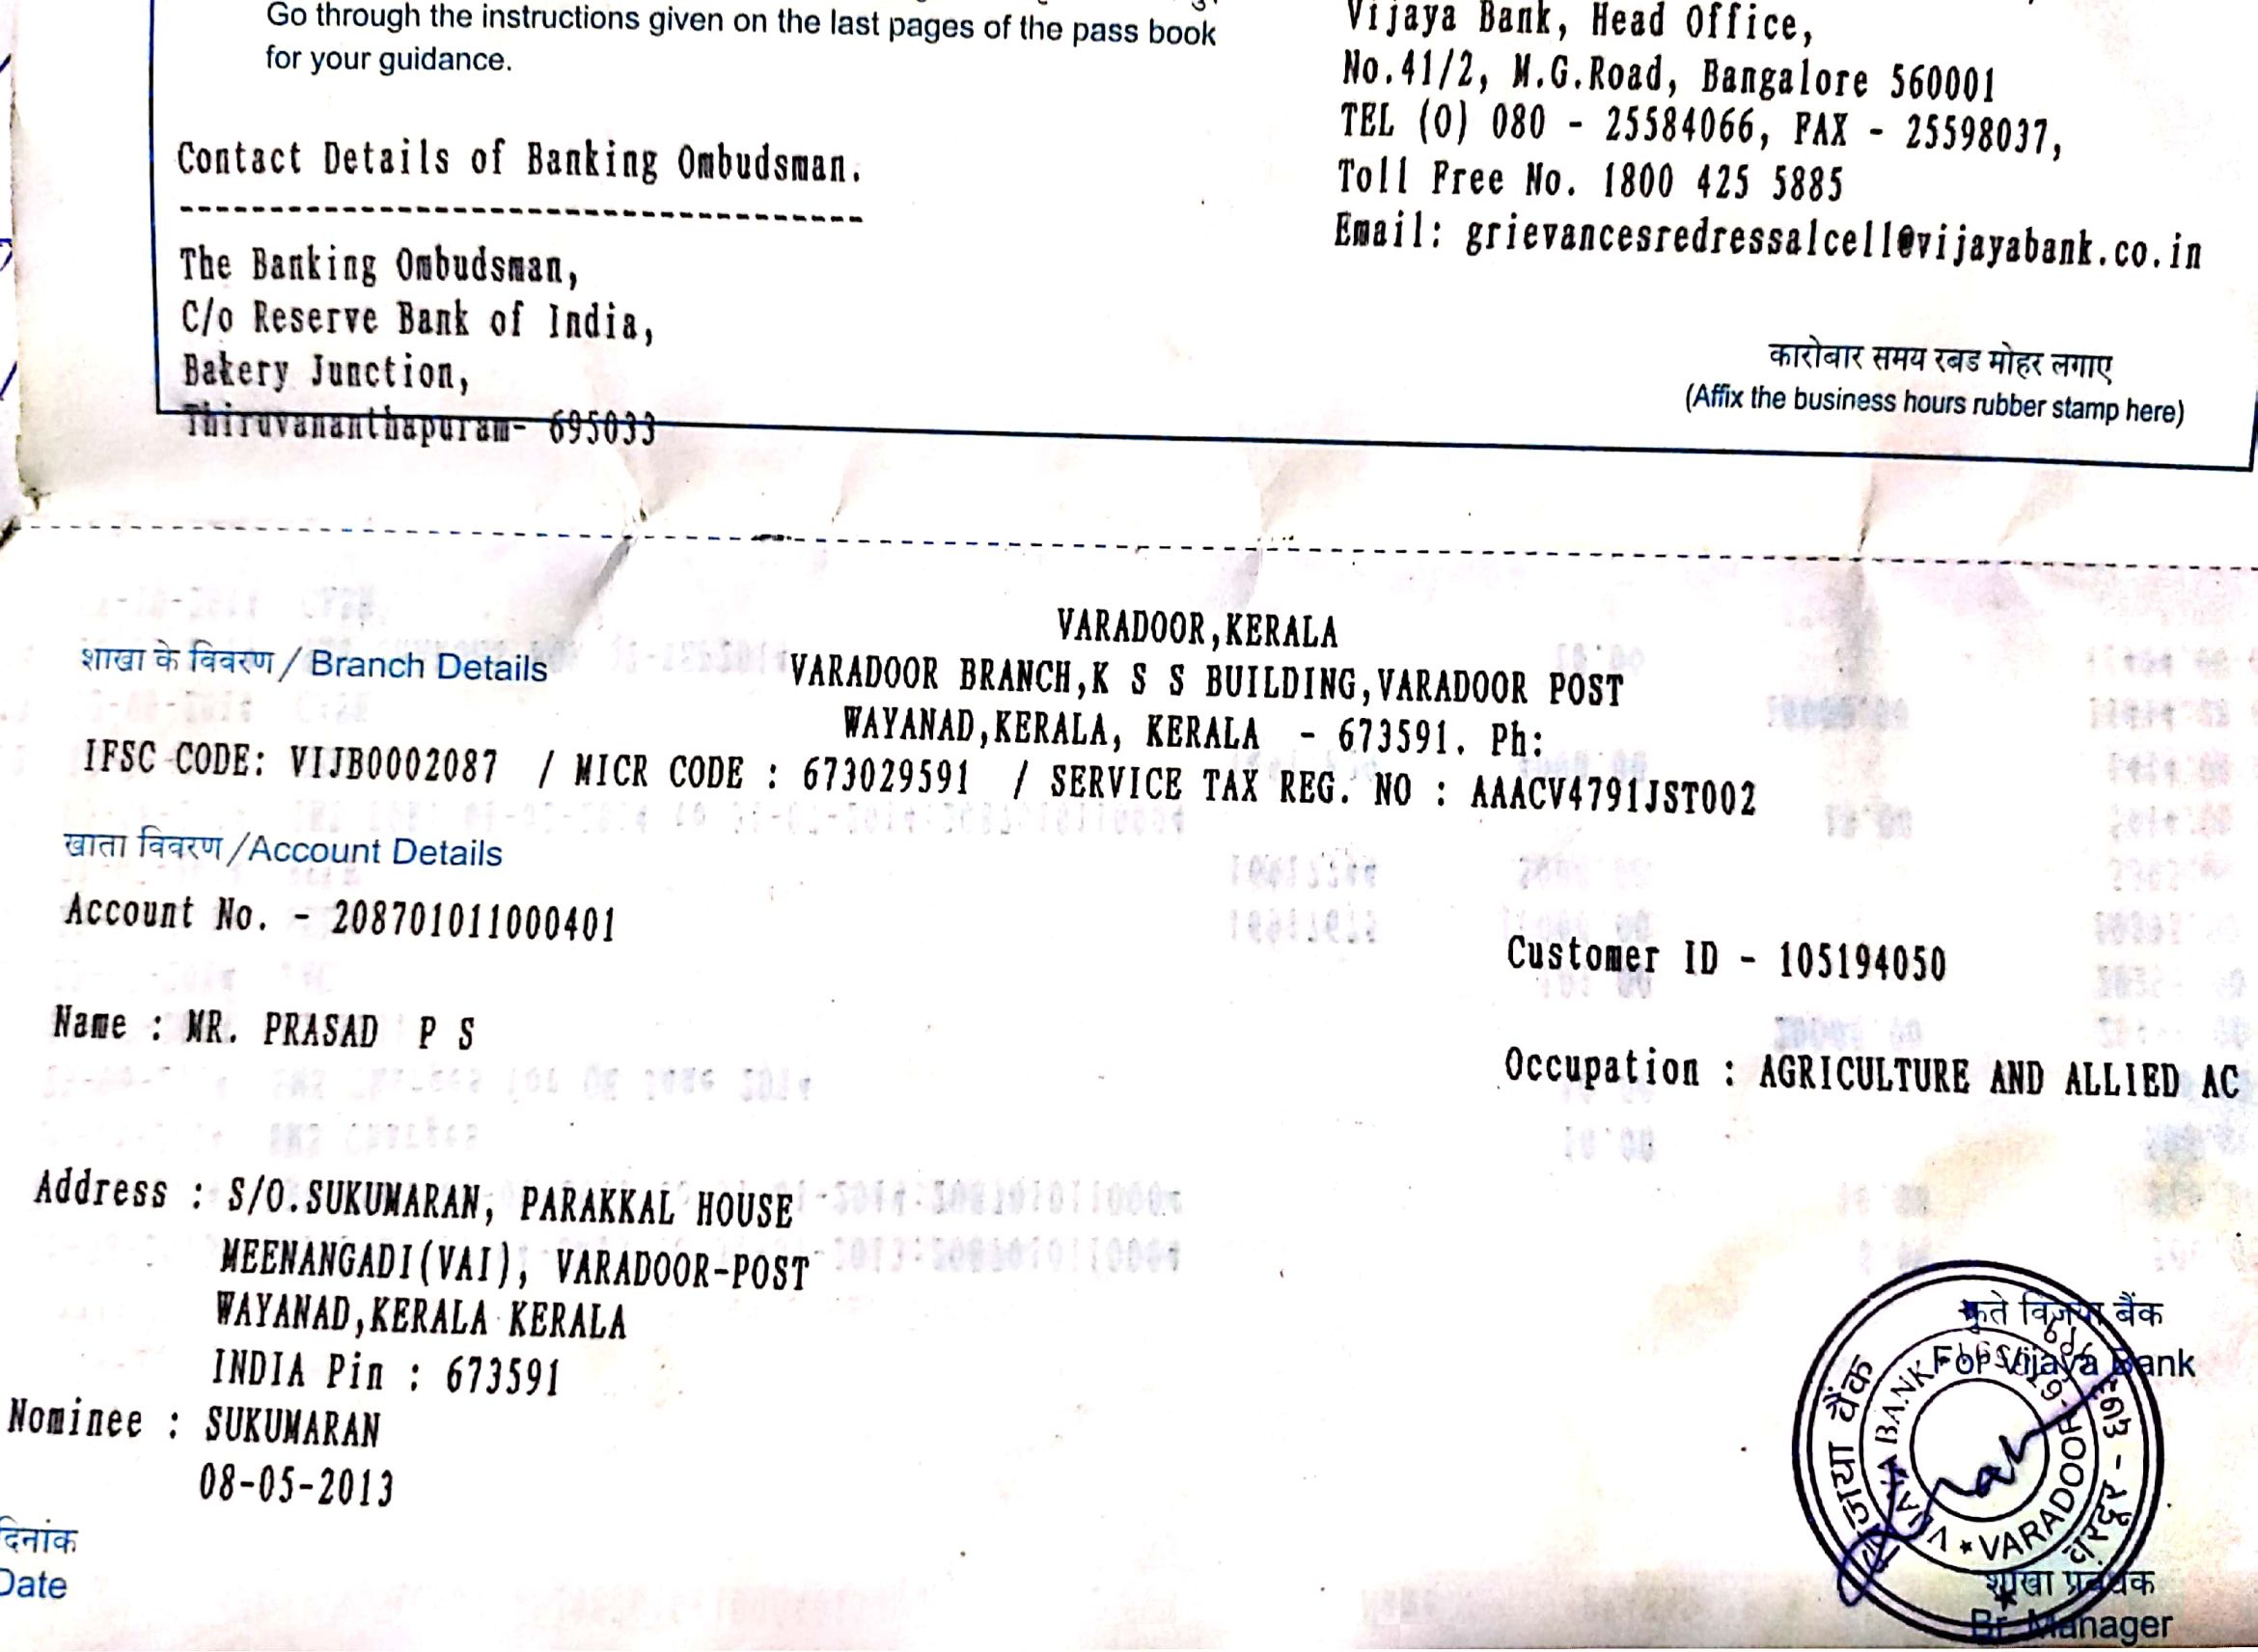 Go through the instructions given on the last pages of the pass book
for your guidance.
Contact Details of Banking Ombudsman.
------------------------------------
The Banking Ombudsman,
C/o Reserve Bank of India,
Bakery Junction,
Thiruvananthapuram- 695033
Vijaya Bank, Head Office,
No.41/2, M.G.Road, Bangalore 560001
TEL (O) 080 - 25584066, FAX - 25598037,
Toll Free No. 1800 425 5885
Email: grievancesredressalcell@vijayabank.co.in
कारोबार समय रबड मोहर लगाए
(Affix the business hours rubber stamp here)
VARADOOR,KERALA
शाखा के विवरण / Branch Details
VARADOOR BRANCH,K S S BUILDING,VARADOOR POST
WAYANAD,KERALA, KERALA - 673591. Ph:
IFSC CODE: VIJB0002087 / MICR CODE : 673029591 / SERVICE TAX REG. NO : AAACV4791JST002
खाता विवरण /Account Details
Account No. - 208701011000401
Customer ID - 105194050
Name : MR. PRASAD P S
Occupation : AGRICULTURE AND ALLIED AC
Address : S/O.SUKUMARAN, PARAKKAL HOUSE
MEENANGADI(VAI), VARADOOR-POST
WAYANAD,KERALA KERALA
INDIA Pin : 673591
Nominee : SUKUMARAN
08-05-2013
दिनांक
Date
कृते विजया बैंक
For Vijaya Bank
विजया बैंक
वरदूर -
VIJAYA BANK
VARADOOR
शाखा प्रबंधक
Br. Manager